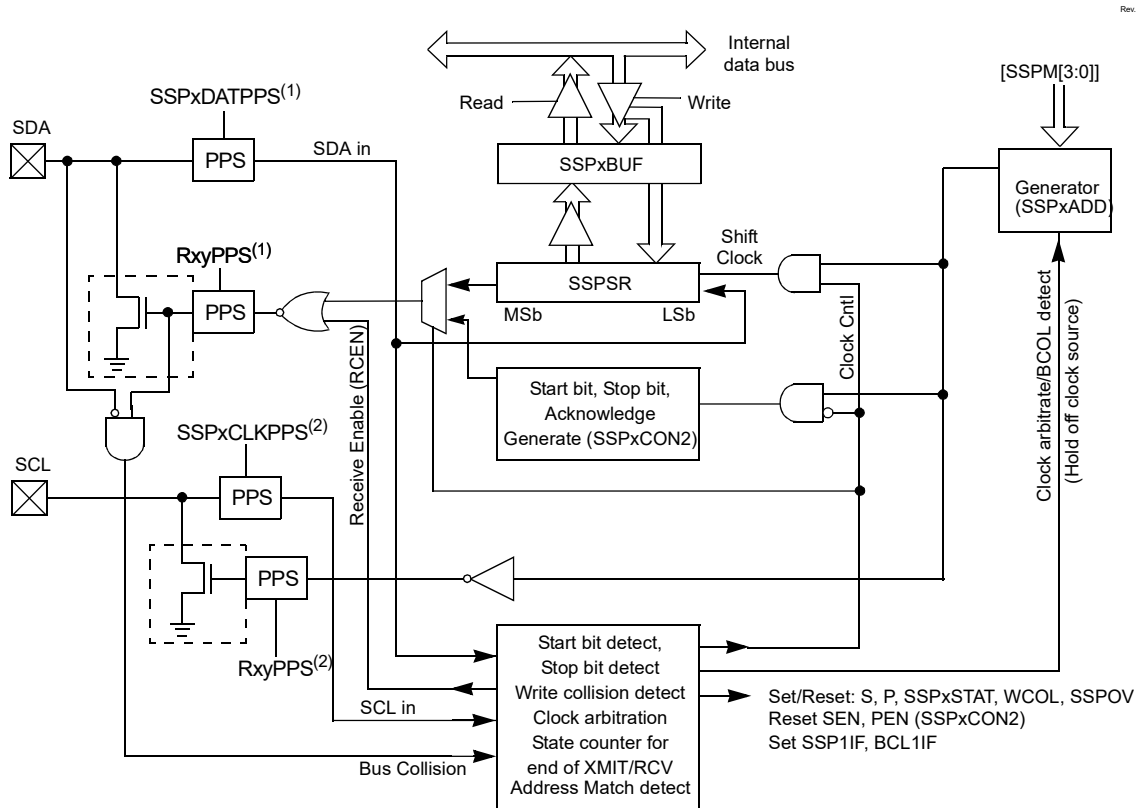 Rev.
Internal
data bus
[SSPM[3:0]]
Read
Write
SSPxDATPPS(1)
SDA
PPS
SDA in
SSPxBUF
Generator
(SSPxADD)
RxyPPS(1)
Shift
Clock
PPS
SSPSR
MSb
LSb
Clock Cntl
Receive Enable (RCEN)
Clock arbitrate/BCOL detect
(Hold off clock source)
Start bit, Stop bit,
Acknowledge
Generate (SSPxCON2)
SSPxCLKPPS(2)
SCL
PPS
PPS
RxyPPS(2)
SCL in
Bus Collision
Start bit detect,
Stop bit detect
Write collision detect
Clock arbitration
State counter for
end of XMIT/RCV
Address Match detect
Set/Reset: S, P, SSPxSTAT, WCOL, SSPOV
Reset SEN, PEN (SSPxCON2)
Set SSP1IF, BCL1IF